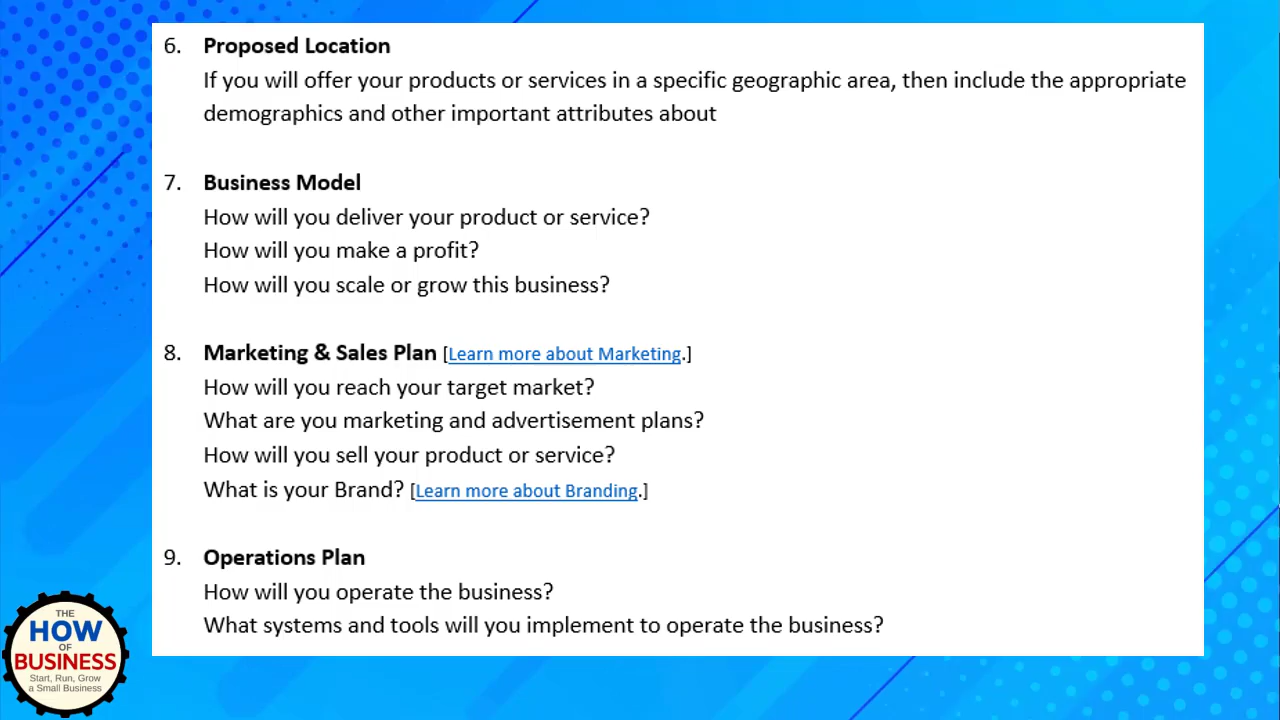 6. Proposed Location
If you will offer your products or services in a specific geographic area, then include the appropriate
demographics and other important attributes about
7. Business Model
How will you deliver your product or service?
How will you make a profit?
How will you scale or grow this business?
8. Marketing & Sales Plan [Learn more about Marketing.]
How will you reach your target market?
What are you marketing and advertisement plans?
How will you sell your product or service?
What is your Brand? [Learn more about Branding.]
9. Operations Plan
How will you operate the business?
What systems and tools will you implement to operate the business?
THE
HOW
OF
BUSINESS
Start, Run, Grow
a Small Business